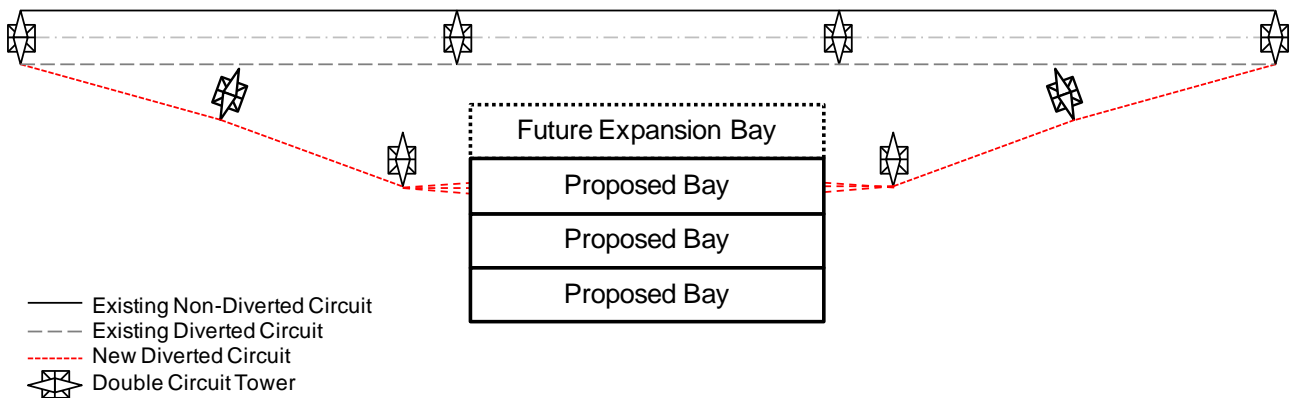 Future Expansion Bay
Proposed Bay
Proposed Bay
Proposed Bay
Existing Non-Diverted Circuit
Existing Diverted Circuit
New Diverted Circuit
Double Circuit Tower